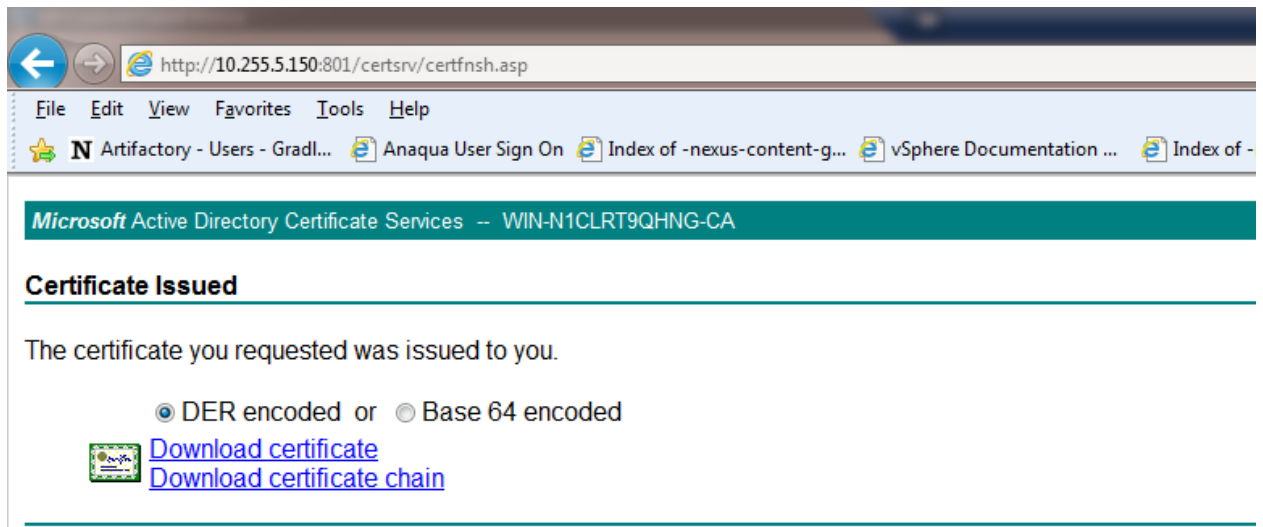 http://10.255.5.150:801/certsrv/certfnsh.asp
File Edit View Favorites Tools Help
N Artifactory - Users - Gradl... Anaqua User Sign On Index of -nexus-content-g... vSphere Documentation ... Index of -
Microsoft Active Directory Certificate Services -- WIN-N1CLRT9QHNG-CA
Certificate Issued
The certificate you requested was issued to you.
DER encoded or Base 64 encoded
Download certificate
Download certificate chain